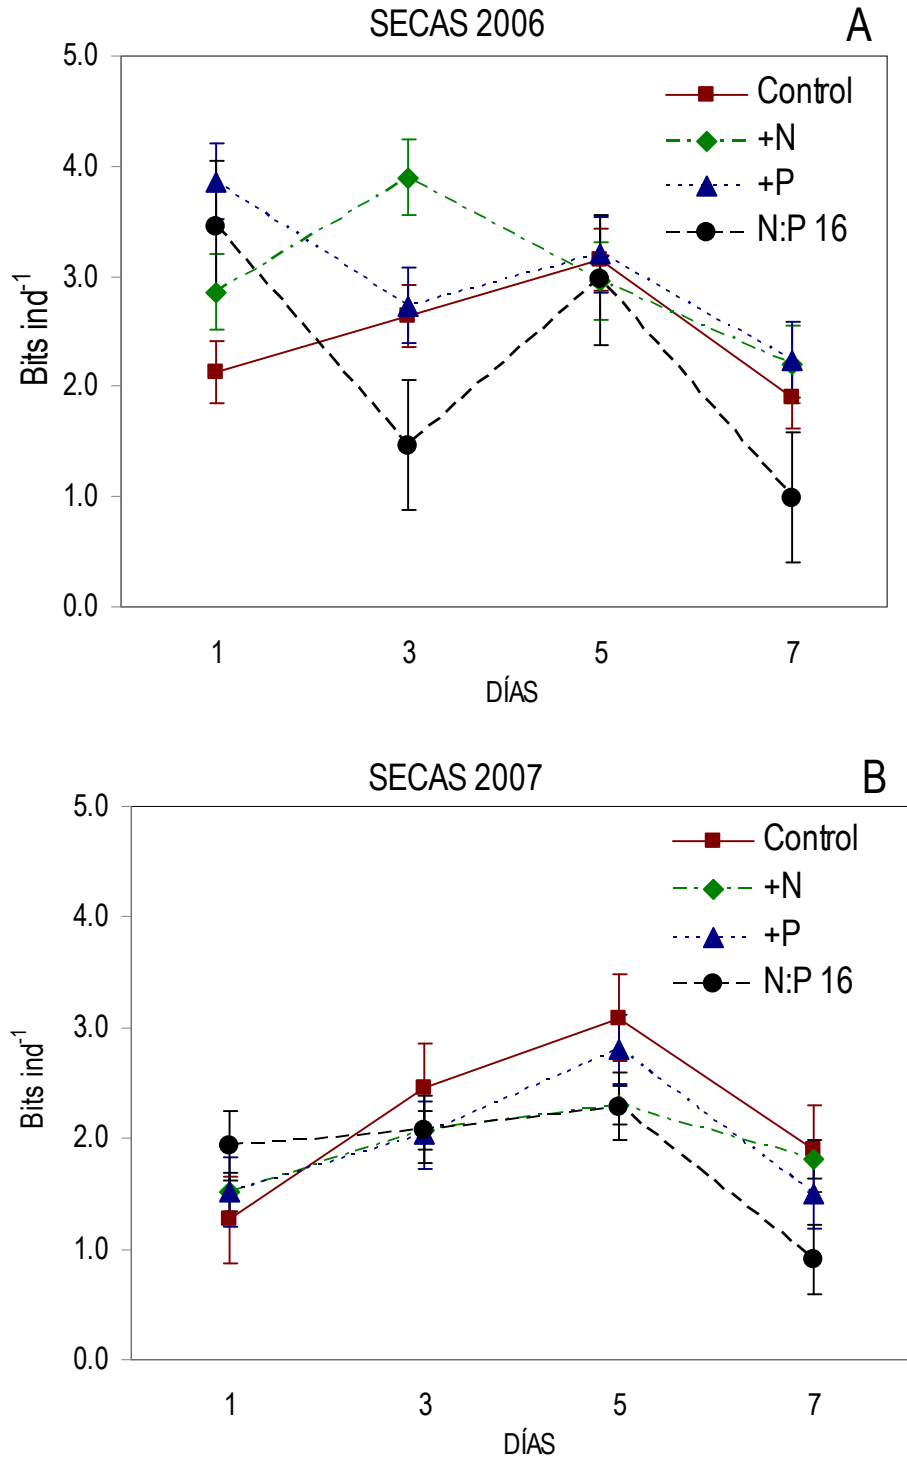 SECAS 2006
A
5.0
4.0
3.0
2.0
1.0
0.0
Bits ind-1
Control
+N
+P
N:P 16
1 3 5 7
DÍAS
SECAS 2007
B
5.0
4.0
3.0
2.0
1.0
0.0
Bits ind-1
Control
+N
+P
N:P 16
1 3 5 7
DÍAS